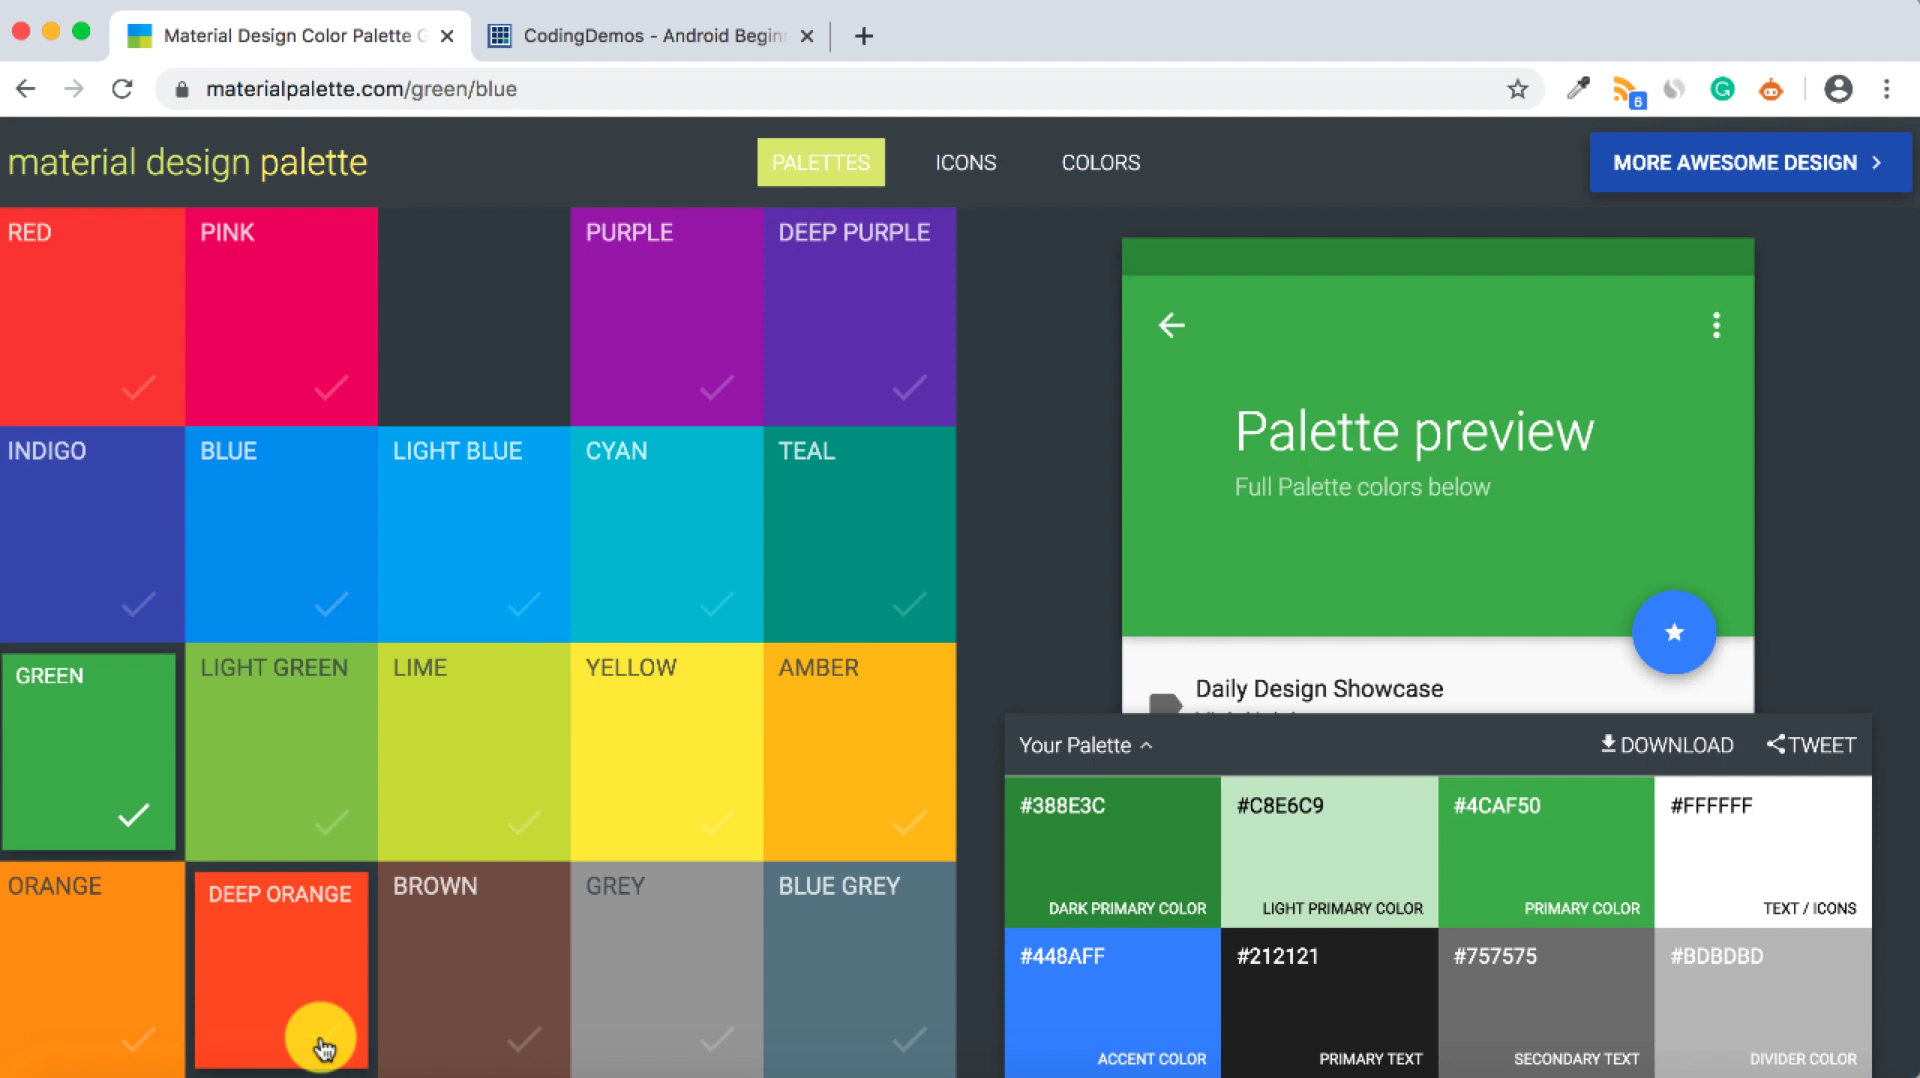 Material Design Color Palette G
CodingDemos - Android Begin
materialpalette.com/green/blue
6
material design palette
PALETTES
ICONS
COLORS
MORE AWESOME DESIGN
RED
PINK
PURPLE
DEEP PURPLE
INDIGO
BLUE
LIGHT BLUE
CYAN
TEAL
GREEN
LIGHT GREEN
LIME
YELLOW
AMBER
ORANGE
DEEP ORANGE
BROWN
GREY
BLUE GREY
Palette preview
Full Palette colors below
Daily Design Showcase
Your Palette
DOWNLOAD
TWEET
#388E3C
DARK PRIMARY COLOR
#C8E6C9
LIGHT PRIMARY COLOR
#4CAF50
PRIMARY COLOR
#FFFFFF
TEXT / ICONS
#448AFF
ACCENT COLOR
#212121
PRIMARY TEXT
#757575
SECONDARY TEXT
#BDBDBD
DIVIDER COLOR